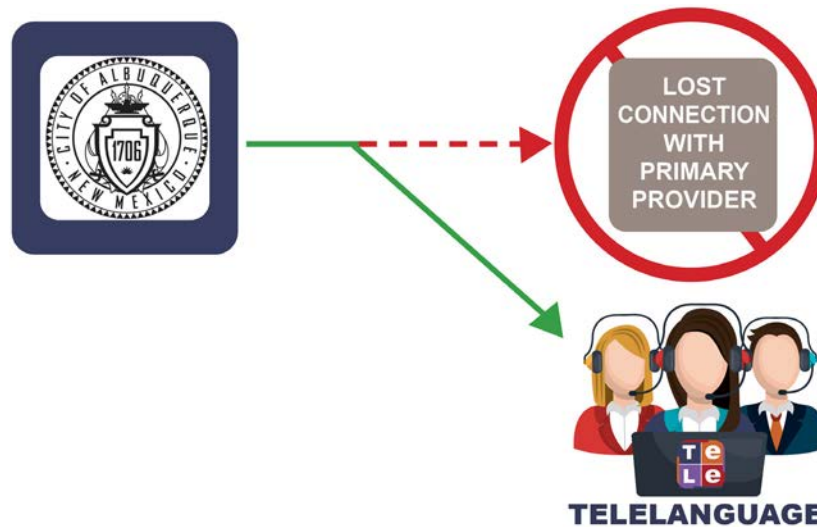 CITY OF ALBUQUERQUE
1706
NEW MEXICO
LOST
CONNECTION
WITH
PRIMARY
PROVIDER
Te
Le
TELELANGUAGE